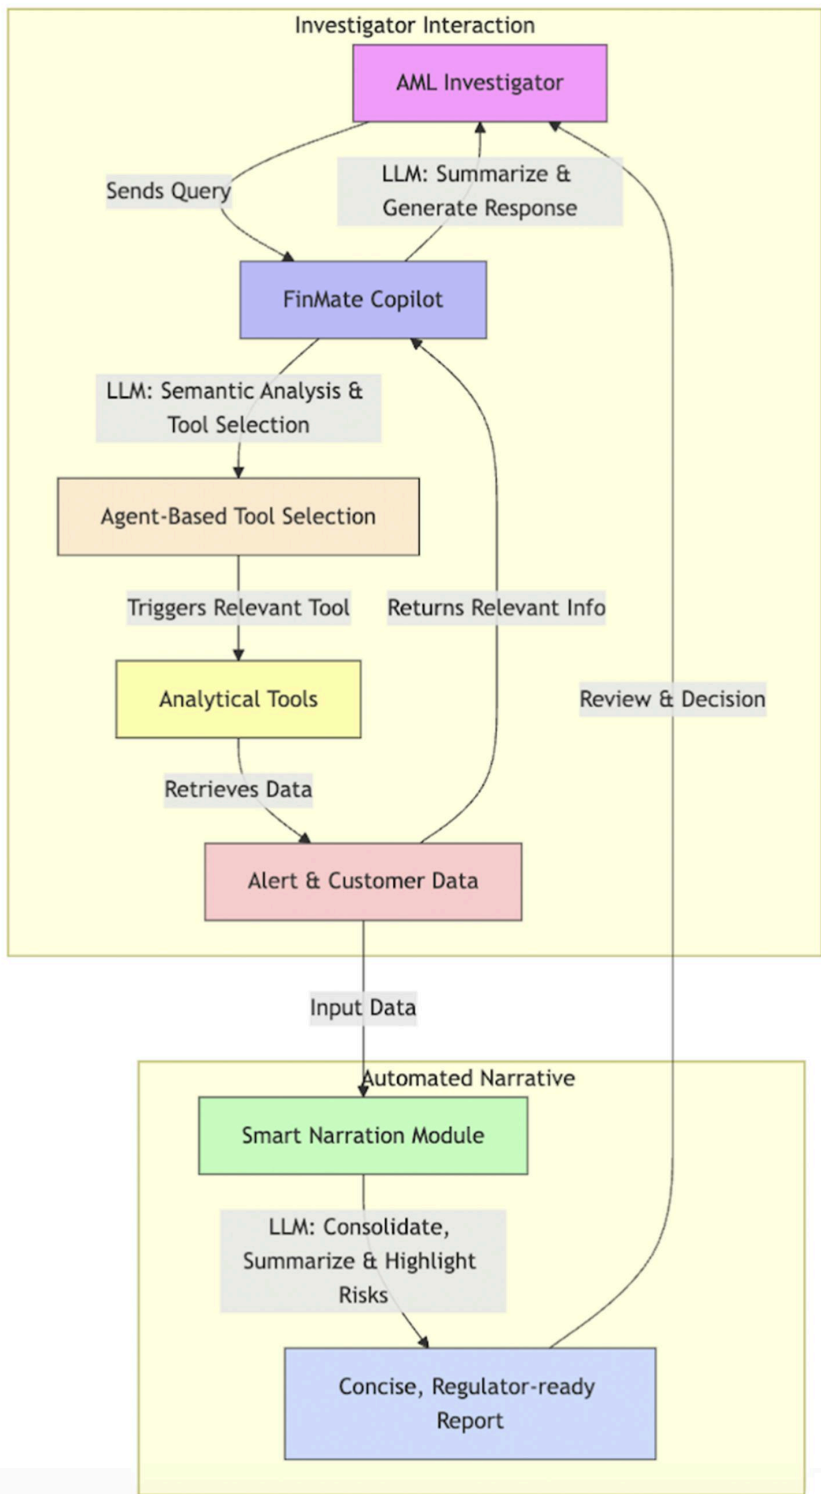 Investigator Interaction
AML Investigator
Sends Query
LLM: Summarize &
Generate Response
FinMate Copilot
LLM: Semantic Analysis &
Tool Selection
Agent-Based Tool Selection
Triggers Relevant Tool
Returns Relevant Info
Analytical Tools
Review & Decision
Retrieves Data
Alert & Customer Data
Input Data
Automated Narrative
Smart Narration Module
LLM: Consolidate,
Summarize & Highlight
Risks
Concise, Regulator-ready
Report